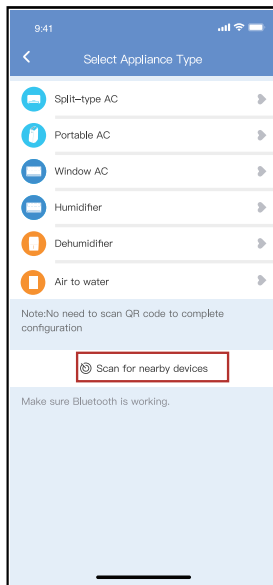 9:41
Select Appliance Type
Split-type AC
Portable AC
Window AC
Humidifier
Dehumidifier
Air to water
Note:No need to scan QR code to complete
configuration
Scan for nearby devices
Make sure Bluetooth is working.